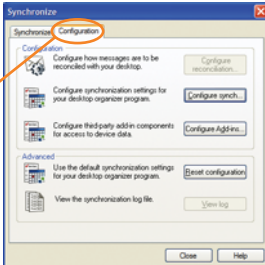 Synchronize
Synchronize Configuration
Configuration
Configure how messages are to be
reconciled with your desktop.
Configure
reconciliation...
Configure synchronization settings for
your desktop organizer program.
Configure synch...
Configure third-party add-in components
for access to device data.
Configure Add-ins...
Advanced
Use the default synchronization settings
for your desktop organizer program.
Reset configuration
View the synchronization log file.
View log
Close Help